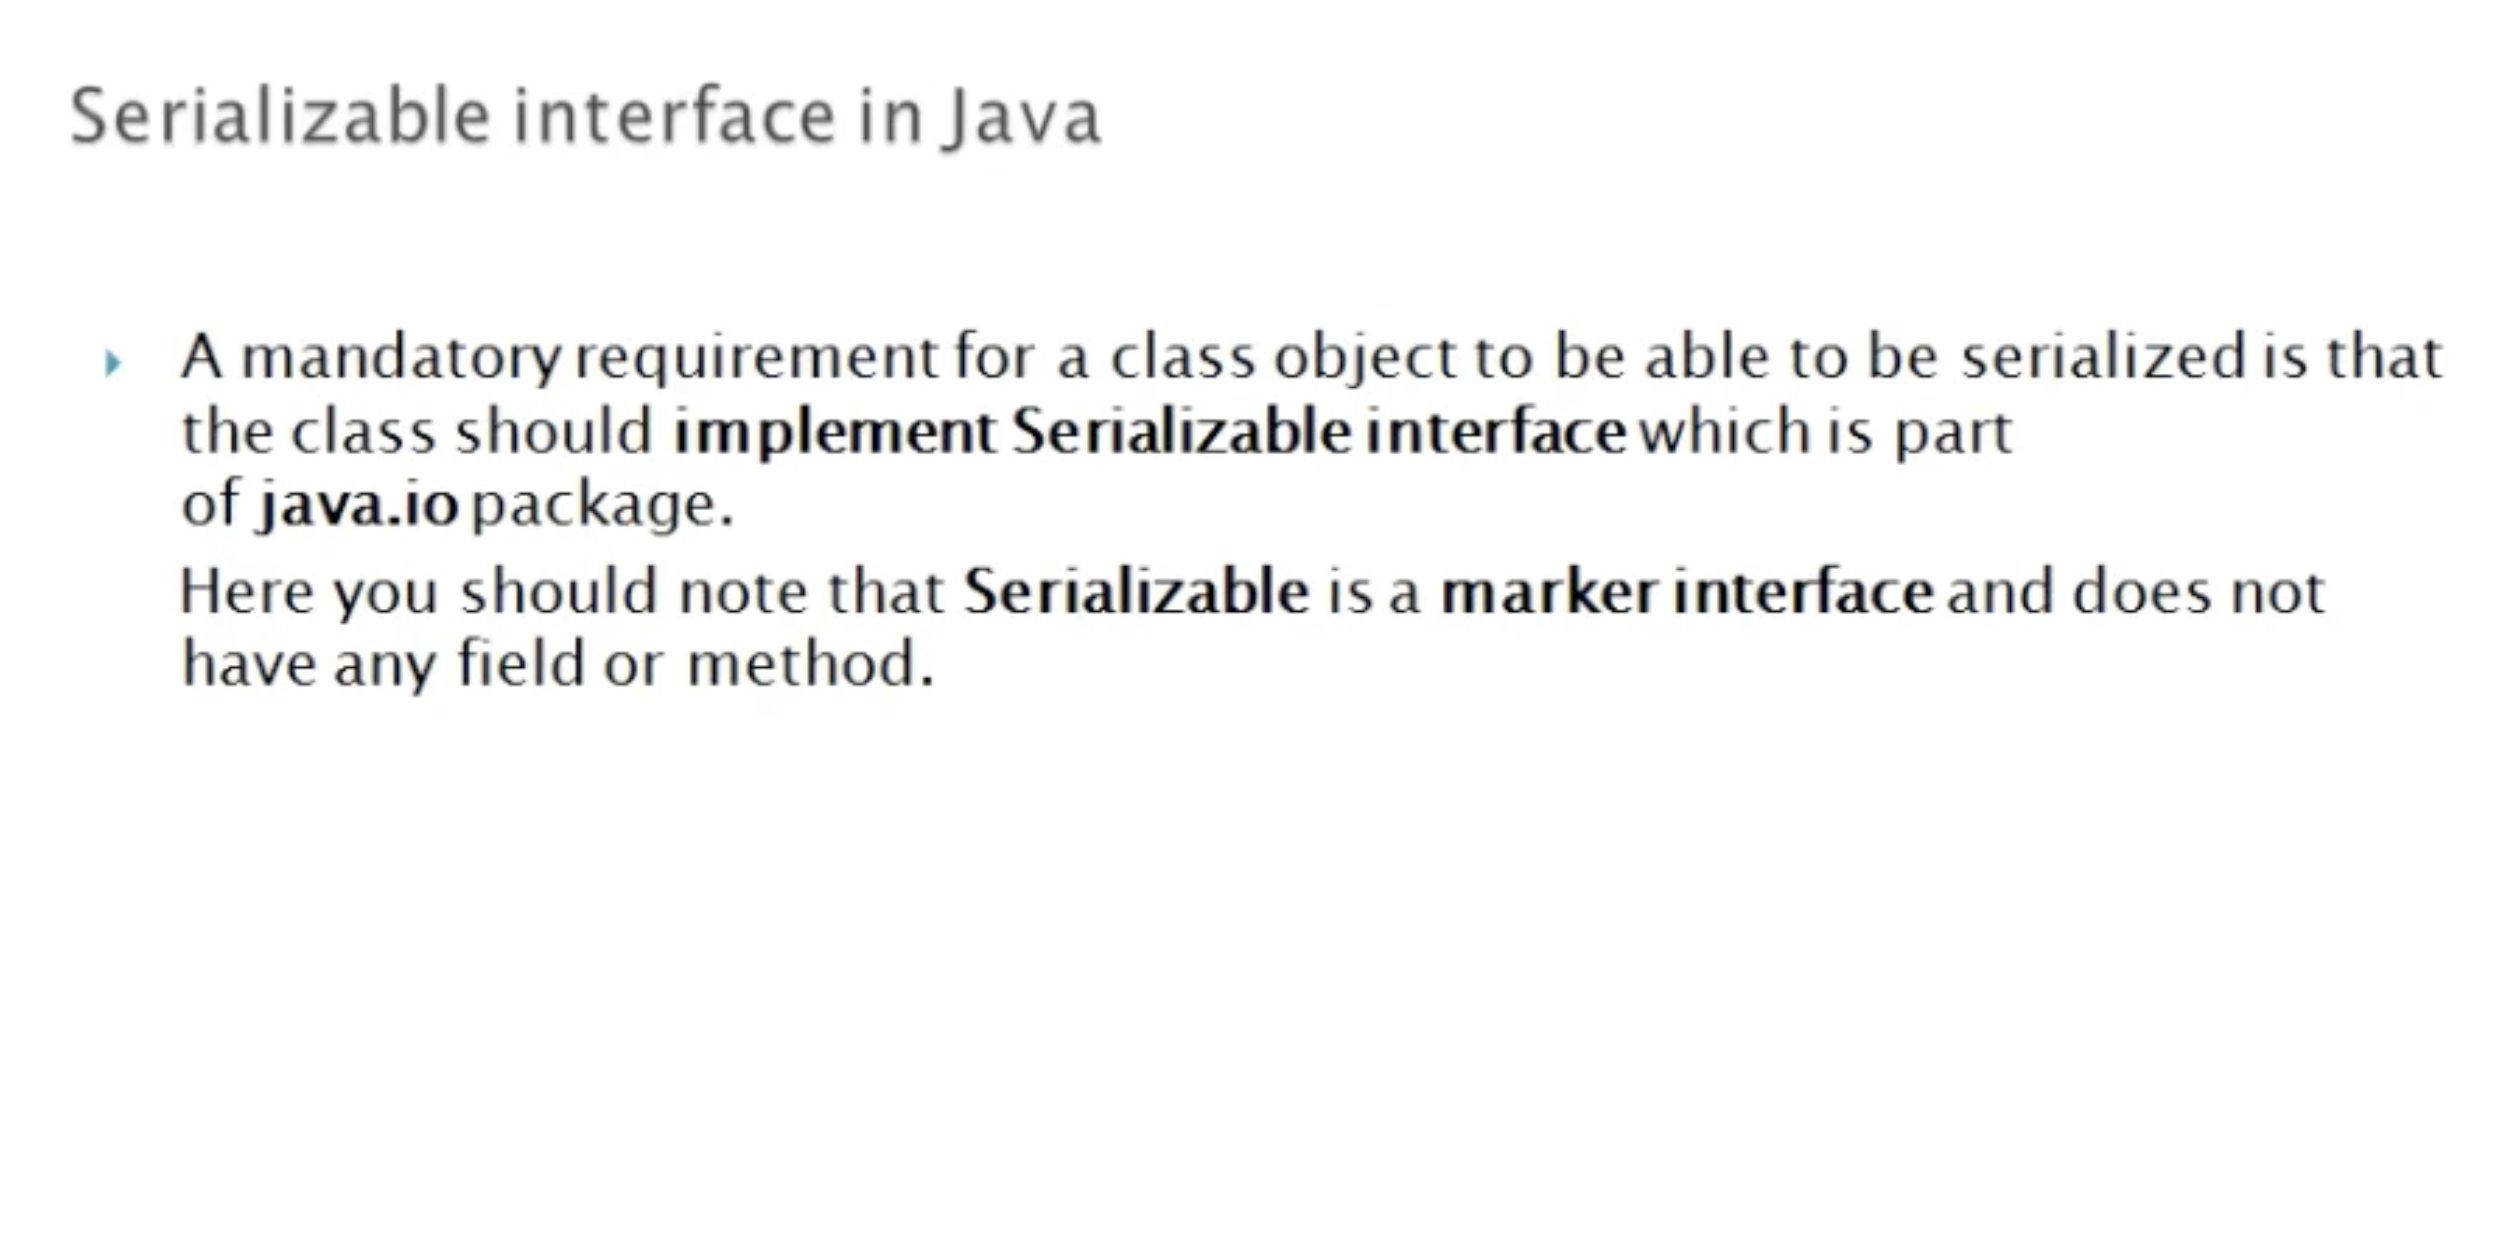 Serializable interface in Java
A mandatory requirement for a class object to be able to be serialized is that
the class should implement Serializable interface which is part
of java.io package.
Here you should note that Serializable is a marker interface and does not
have any field or method.